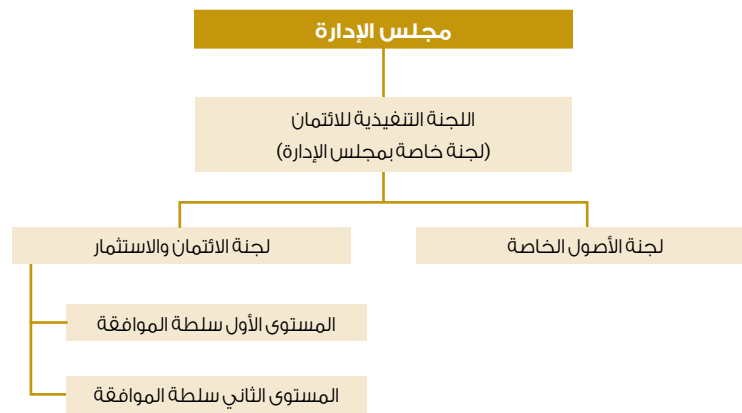 مجلس الإدارة
اللجنة التنفيذية للائتمان
(لجنة خاصة بمجلس الإدارة)
لجنة الأصول الخاصة
لجنة الائتمان والاستثمار
المستوى الأول سلطة الموافقة
المستوى الثاني سلطة الموافقة